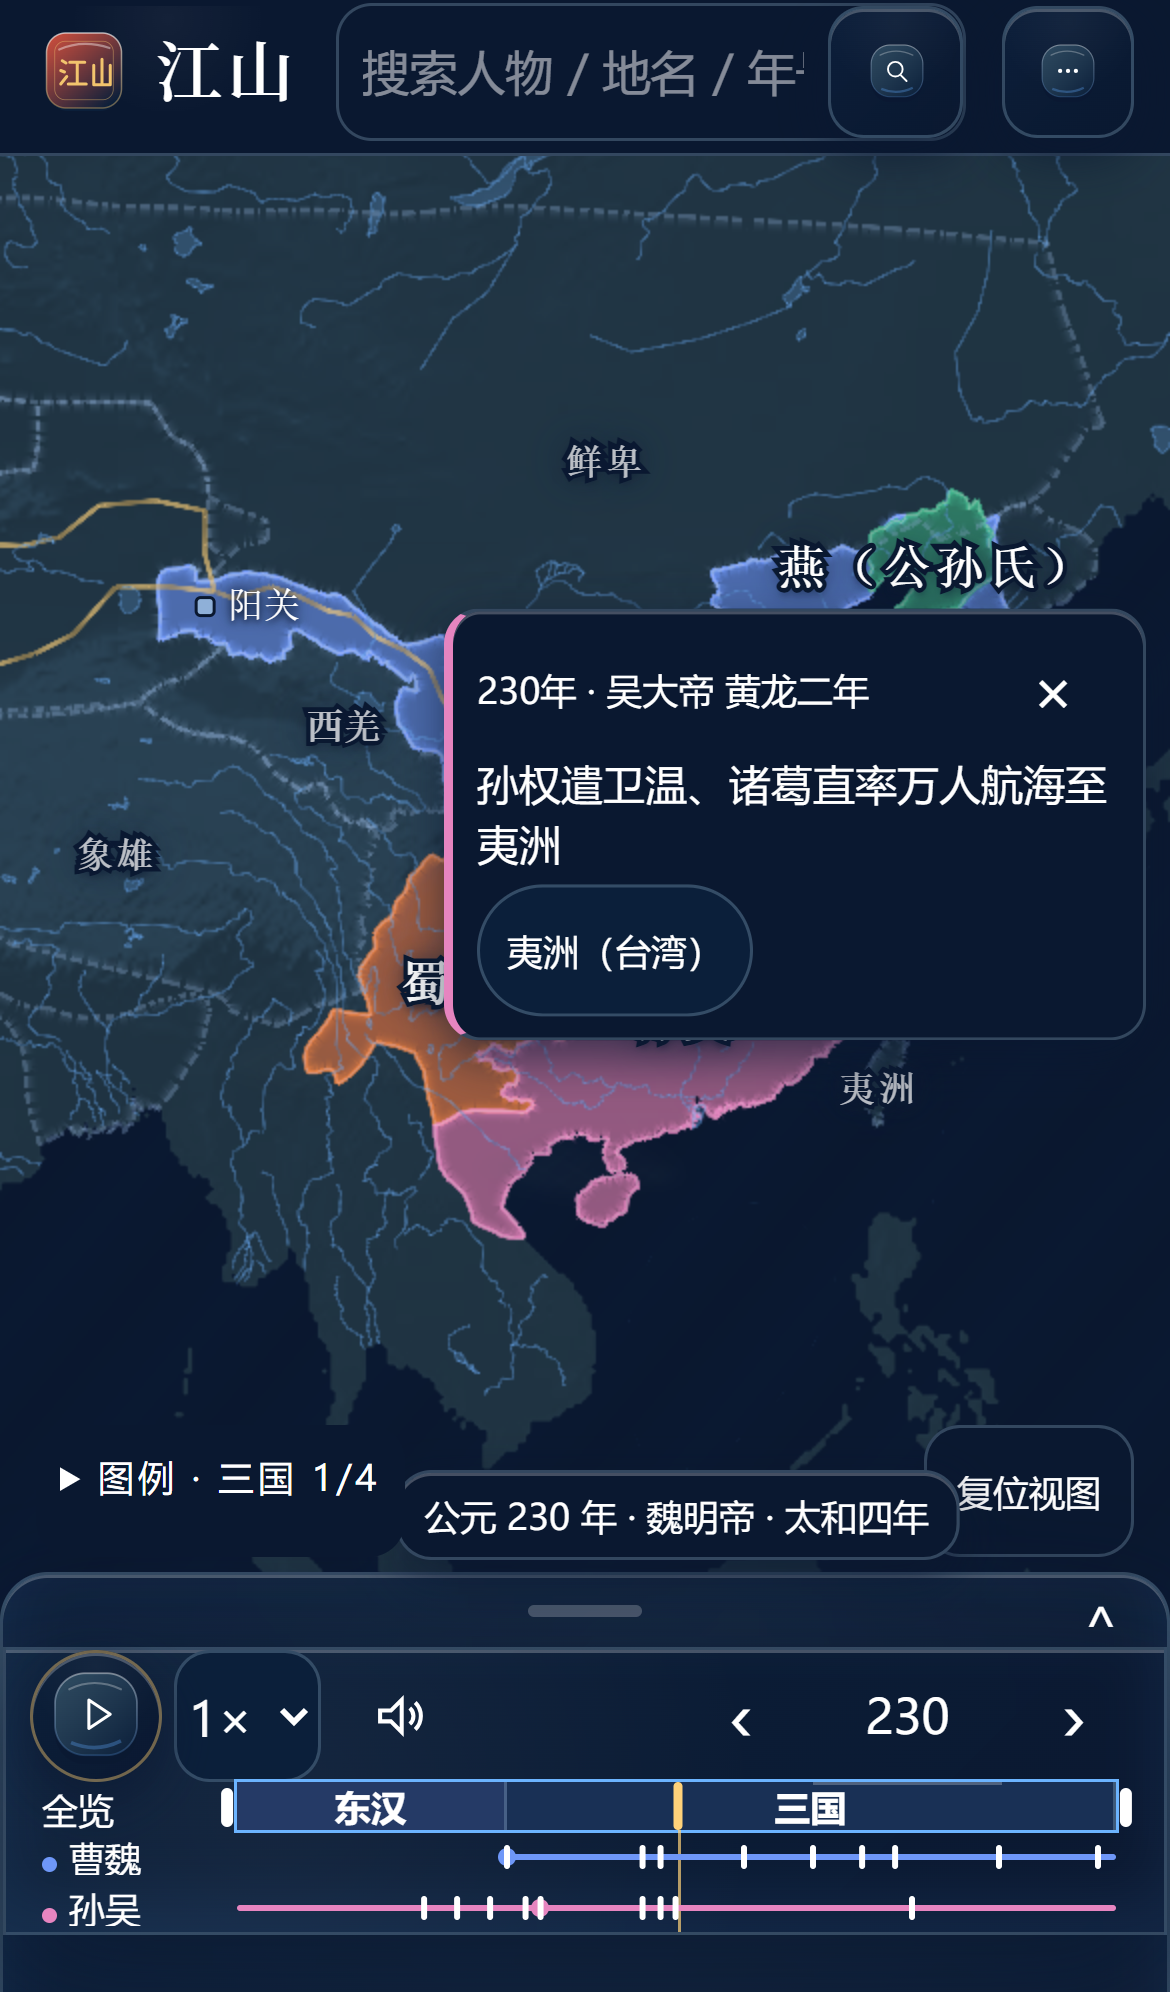 江山
江山
搜索人物 / 地名 / 年
鲜卑
燕（公孙氏）
阳关
西羌
象雄
蜀
230年 · 吴大帝 黄龙二年
×
孙权遣卫温、诸葛直率万人航海至
夷洲
夷洲（台湾）
夷洲
▶ 图例 · 三国 1/4
复位视图
公元 230 年 · 魏明帝 · 太和四年
1×
‹ 230 ›
全览
东汉
三国
曹魏
孙吴